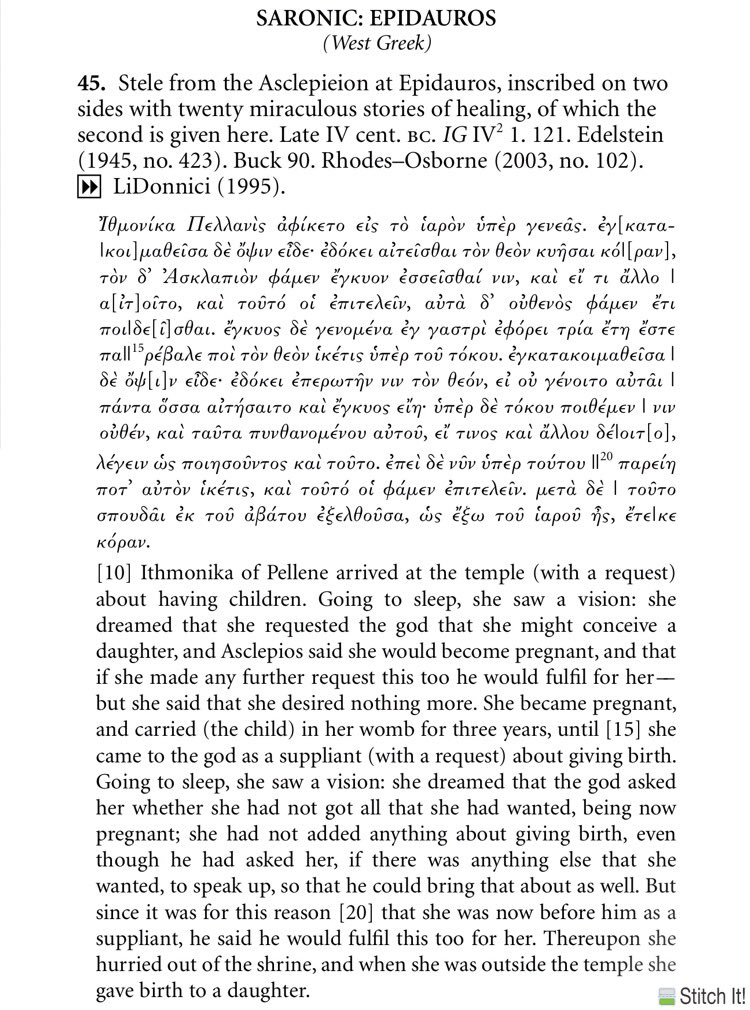 SARONIC: EPIDAUROS
(West Greek)
45. Stele from the Asclepieion at Epidauros, inscribed on two
sides with twenty miraculous stories of healing, of which the
second is given here. Late IV cent. BC. IG IV² 1. 121. Edelstein
(1945, no. 423). Buck 90. Rhodes–Osborne (2003, no. 102).
LiDonnici (1995).
Ἰθμονίκα Πελλανὶς ἀφίκετο εἰς τὸ ἱαρὸν ὑπὲρ γενεᾶς. ἐγ[κατα-
|κοι]μαθεῖσα δὲ ὄψιν εἶδε· ἐδόκει αἰτεῖσθαι τὸν θεὸν κυῆσαι κό|[ραν],
τὸν δ’ Ἀσκλαπιὸν φάμεν ἔγκυον ἐσσεῖσθαί νιν, καὶ εἴ τι ἄλλο |
α[ἰτ]οῖτο, καὶ τοῦτό οἱ ἐπιτελεῖν, αὐτὰ δ’ οὐθενὸς φάμεν ἔτι
ποι|δε[ῖ]σθαι. ἔγκυος δὲ γενομένα ἐγ γαστρὶ ἐφόρει τρία ἔτη ἔστε
πα||¹⁵ρέβαλε ποὶ τὸν θεὸν ἱκέτις ὑπὲρ τοῦ τόκου. ἐγκατακοιμαθεῖσα |
δὲ ὄψ[ι]ν εἶδε· ἐδόκει ἐπερωτῆν νιν τὸν θεόν, εἰ οὐ γένοιτο αὐτᾶι |
πάντα ὅσσα αἰτήσαιτο καὶ ἔγκυος εἴη· ὑπὲρ δὲ τόκου ποιθέμεν | νιν
οὐθέν, καὶ ταῦτα πυνθανομένου αὐτοῦ, εἴ τινος καὶ ἄλλου δέ|οιτ[ο],
λέγειν ὡς ποιησοῦντος καὶ τοῦτο. ἐπεὶ δὲ νῦν ὑπὲρ τούτου ||²⁰ παρείη
ποτ’ αὐτὸν ἱκέτις, καὶ τοῦτό οἱ φάμεν ἐπιτελεῖν. μετὰ δὲ | τοῦτο
σπουδᾶι ἐκ τοῦ ἀβάτου ἐξελθοῦσα, ὡς ἔξω τοῦ ἱαροῦ ἦς, ἔτε|κε
κόραν.
[10] Ithmonika of Pellene arrived at the temple (with a request)
about having children. Going to sleep, she saw a vision: she
dreamed that she requested the god that she might conceive a
daughter, and Asclepios said she would become pregnant, and that
if she made any further request this too he would fulfil for her—
but she said that she desired nothing more. She became pregnant,
and carried (the child) in her womb for three years, until [15] she
came to the god as a suppliant (with a request) about giving birth.
Going to sleep, she saw a vision: she dreamed that the god asked
her whether she had not got all that she had wanted, being now
pregnant; she had not added anything about giving birth, even
though he had asked her, if there was anything else that she
wanted, to speak up, so that he could bring that about as well. But
since it was for this reason [20] that she was now before him as a
suppliant, he said he would fulfil this too for her. Thereupon she
hurried out of the shrine, and when she was outside the temple she
gave birth to a daughter.
Stitch It!